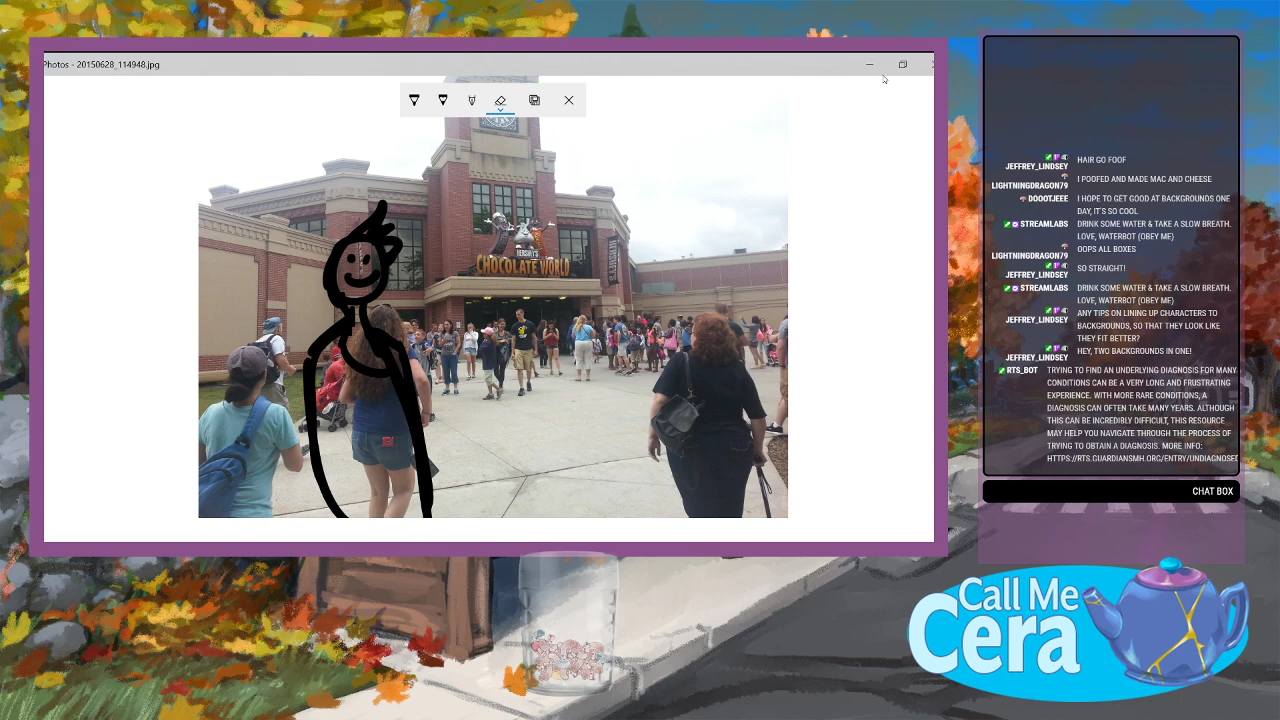 Photos - 20150628_114948.jpg
HERSHEY'S
CHOCOLATE WORLD
HERSHEY'S
JEFFREY_LINDSEY HAIR GO FOOF
LIGHTNINGDRAGON79 I POOFED AND MADE MAC AND CHEESE
DOOOTJEEE I HOPE TO GET GOOD AT BACKGROUNDS ONE
DAY, IT'S SO COOL
STREAMLABS DRINK SOME WATER & TAKE A SLOW BREATH.
LOVE, WATERBOT (OBEY ME)
LIGHTNINGDRAGON79 OOPS ALL BOXES
JEFFREY_LINDSEY SO STRAIGHT!
STREAMLABS DRINK SOME WATER & TAKE A SLOW BREATH.
LOVE, WATERBOT (OBEY ME)
JEFFREY_LINDSEY ANY TIPS ON LINING UP CHARACTERS TO
BACKGROUNDS, SO THAT THEY LOOK LIKE
THEY FIT BETTER?
JEFFREY_LINDSEY HEY, TWO BACKGROUNDS IN ONE!
RTS_BOT TRYING TO FIND AN UNDERLYING DIAGNOSIS FOR MANY
CONDITIONS CAN BE A VERY LONG AND FRUSTRATING
EXPERIENCE. WITH MORE RARE CONDITIONS, A
DIAGNOSIS CAN OFTEN TAKE MANY YEARS. ALTHOUGH
THIS CAN BE INCREDIBLY DIFFICULT, THIS RESOURCE
MAY HELP YOU NAVIGATE THROUGH THE PROCESS OF
TRYING TO OBTAIN A DIAGNOSIS. MORE INFO:
HTTPS://RTS.GUARDIANSMH.ORG/ENTRY/UNDIAGNOSED
CHAT BOX
Call Me
Cera